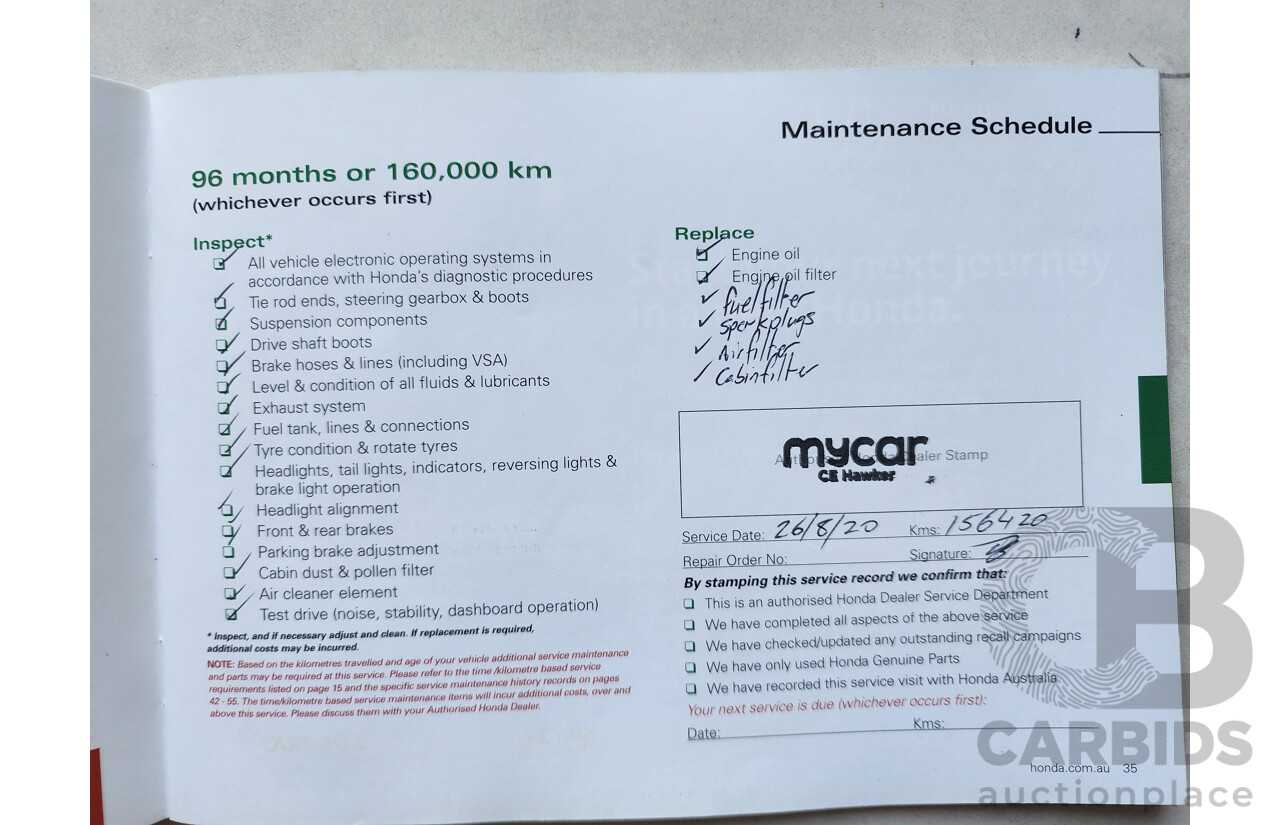 Maintenance Schedule
96 months or 160,000 km
(whichever occurs first)
Inspect*
All vehicle electronic operating systems in
accordance with Honda's diagnostic procedures
Tie rod ends, steering gearbox & boots
Suspension components
Drive shaft boots
Brake hoses & lines (including VSA)
Level & condition of all fluids & lubricants
Exhaust system
Fuel tank, lines & connections
Tyre condition & rotate tyres
Headlights, tail lights, indicators, reversing lights &
brake light operation
Headlight alignment
Front & rear brakes
Parking brake adjustment
Cabin dust & pollen filter
Air cleaner element
Test drive (noise, stability, dashboard operation)
* Inspect, and if necessary adjust and clean. If replacement is required,
additional costs may be incurred.
NOTE: Based on the kilometres travelled and age of your vehicle additional service maintenance
and parts may be required at this service. Please refer to the time /kilometre based service
requirements listed on page 15 and the specific service maintenance history records on pages
42 - 55. The time/kilometre based service maintenance items will incur additional costs, over and
above this service. Please discuss them with your Authorised Honda Dealer.
Replace
Engine oil
Engine oil filter
fuel filter
Sperk plugs
Air filter
Cabin filter
mycar
Dealer Stamp
CE Hawker
Service Date: 26/8/20 Kms: 156420
Repair Order No: Signature:
By stamping this service record we confirm that:
This is an authorised Honda Dealer Service Department
We have completed all aspects of the above service
We have checked/updated any outstanding recall campaigns
We have only used Honda Genuine Parts
We have recorded this service visit with Honda Australia
Your next service is due (whichever occurs first):
Date: Kms:
honda.com.au 35
CARBIDS
auctionplace